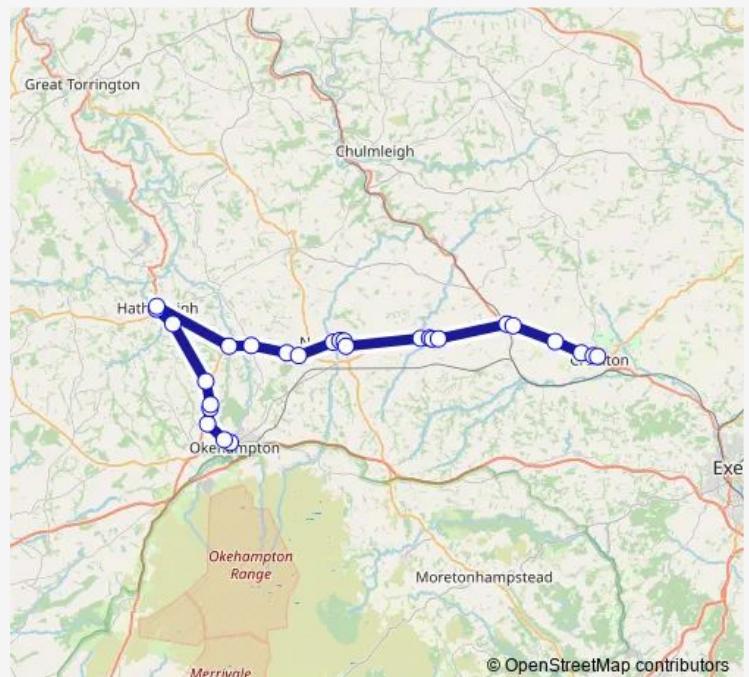 Great Torrington
Chulmleigh
Okehampton
Exe
Okehampton
Range
Moretonhampstead
Merrivale
© OpenStreetMap contributors